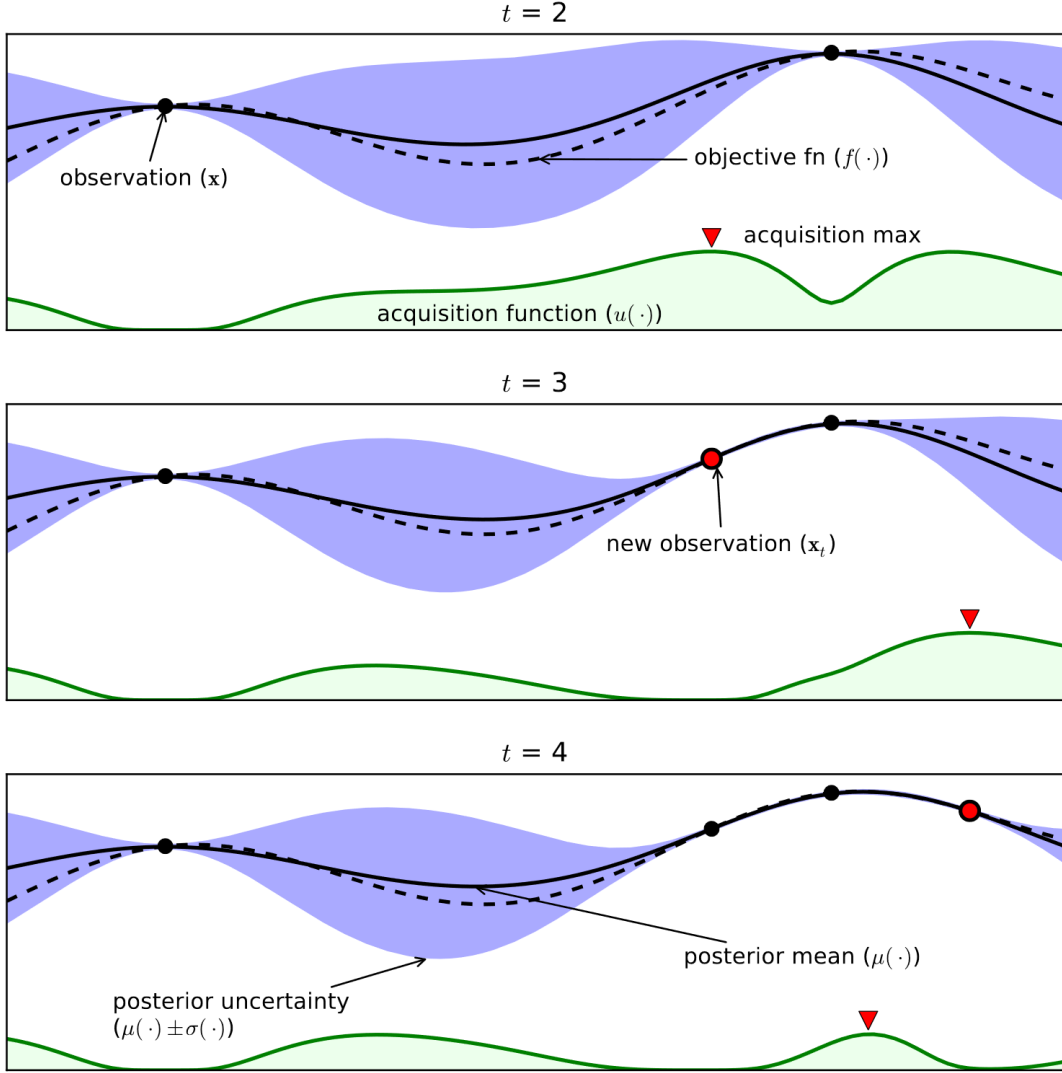 t = 2
observation (x)
objective fn (f(·))
acquisition max
acquisition function (u(·))
t = 3
new observation (xₜ)
t = 4
posterior mean (μ(·))
posterior uncertainty
(μ(·) ±σ(·))